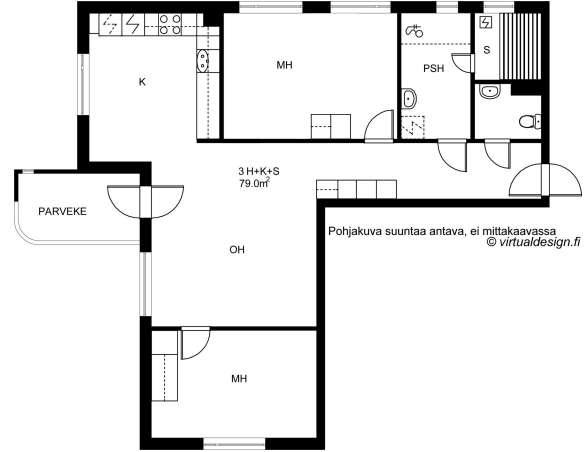 K
MH
PSH
S
3 H+K+S
79.0m²
PARVEKE
OH
Pohjakuva suuntaa antava, ei mittakaavassa
© virtualdesign.fi
MH